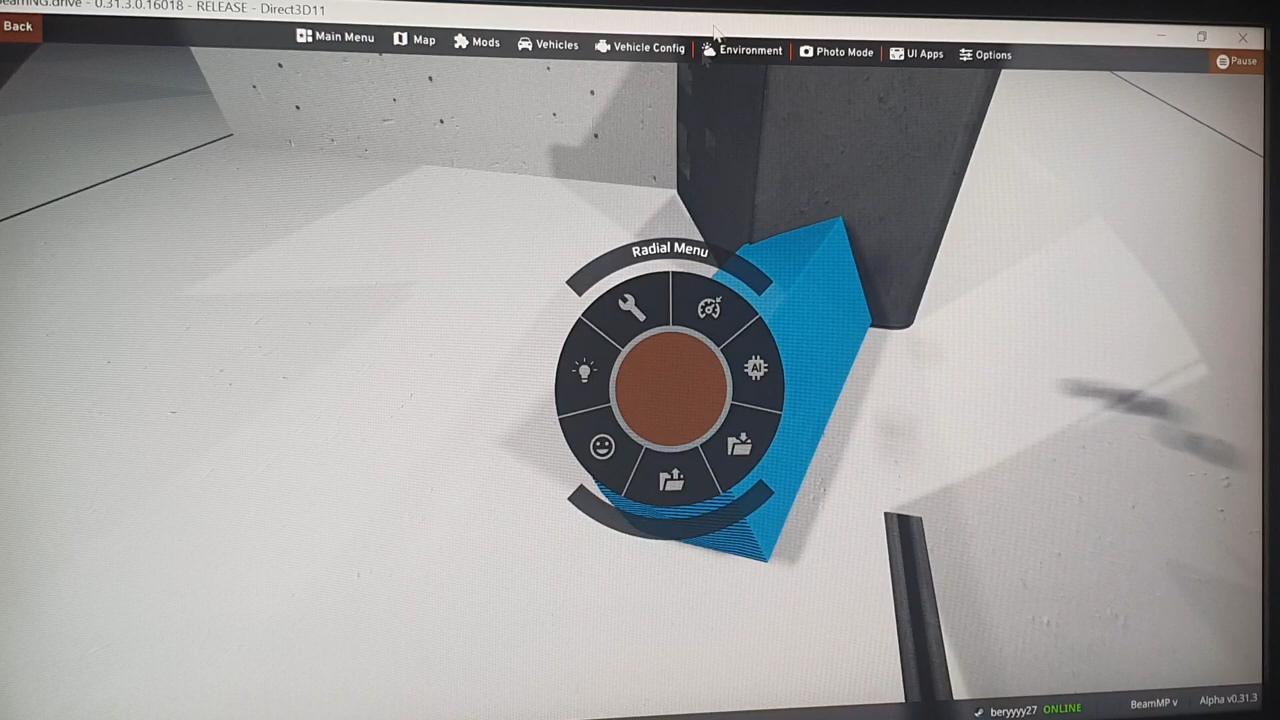 BeamNG.drive - 0.31.3.0.16018 - RELEASE - Direct3D11
Back
Main Menu Map Mods Vehicles Vehicle Config Environment Photo Mode UI Apps Options
Pause
Radial Menu
AI
beryyyy27 ONLINE BeamMP v Alpha v0.31.3